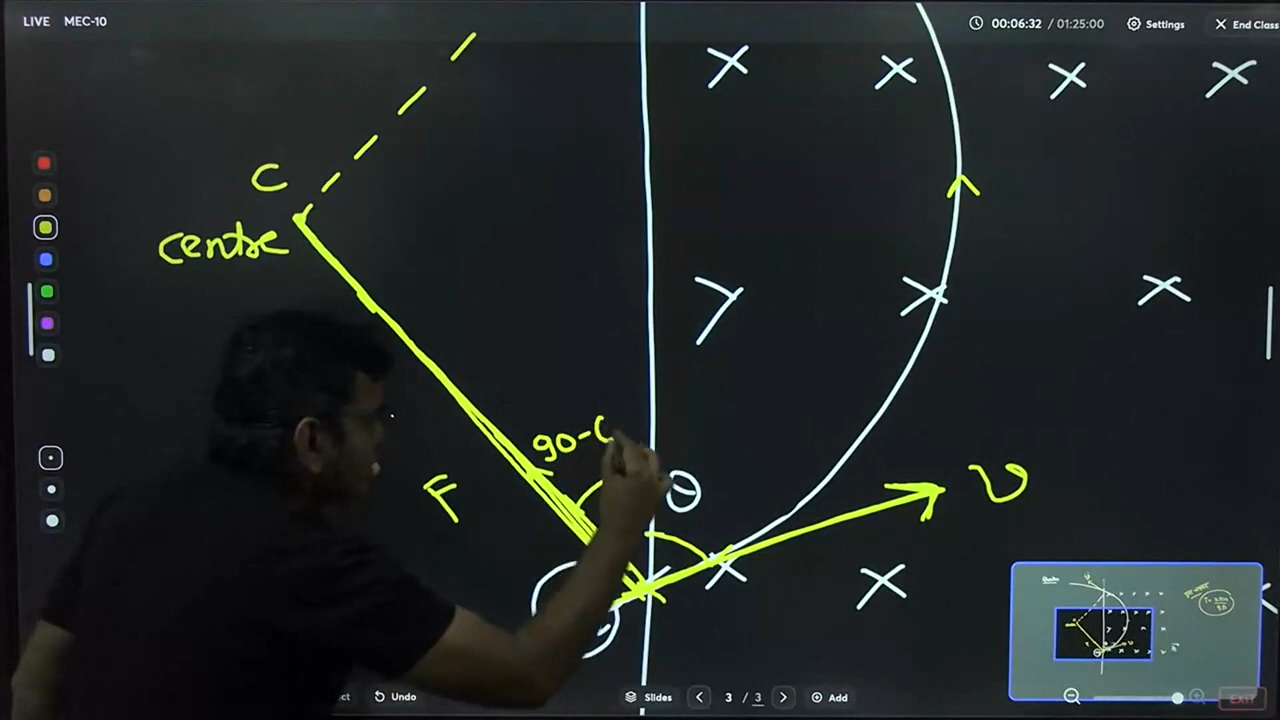 LIVE MEC-10
00:06:32 / 01:25:00 Settings End Class
C
centre
90-
F
θ
v
Undo
Slides
3 / 3
Add
EXIT